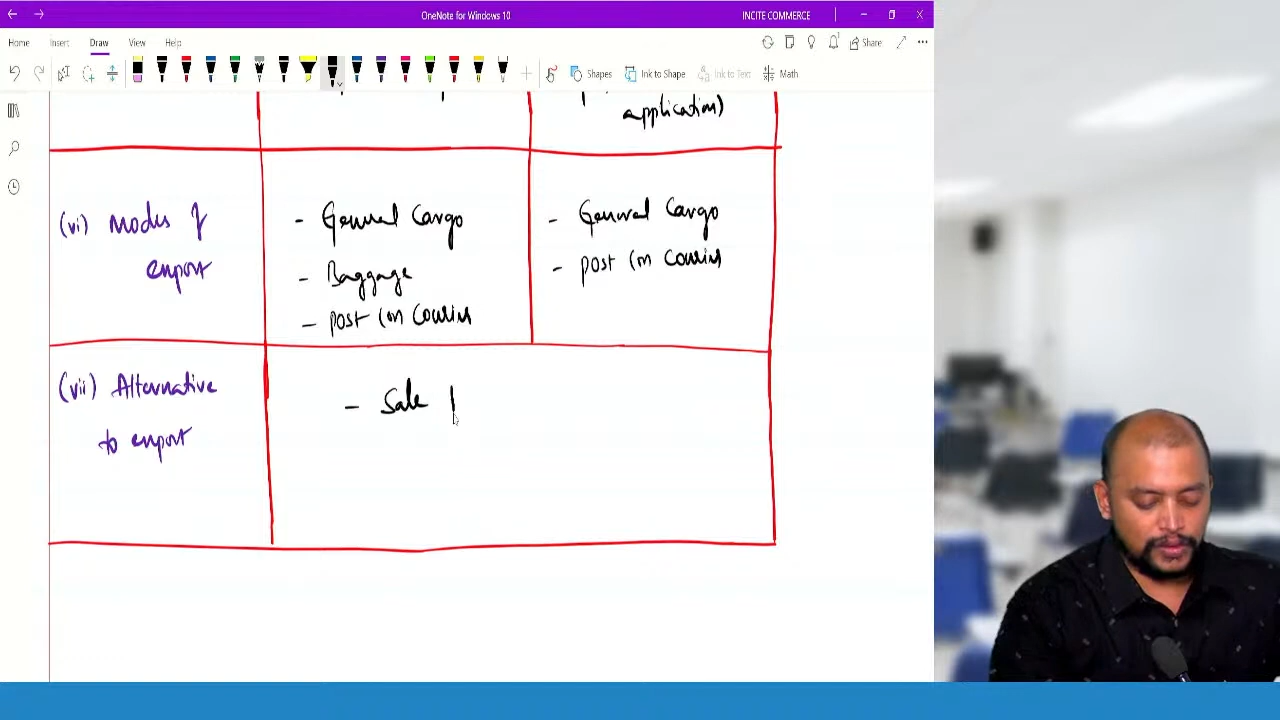 OneNote for Windows 10
INCITE COMMERCE
Home Insert Draw View Help
Share
Shapes
Ink to Shape
Ink to Text
Math
application)
(vi) Modes of
export
- General Cargo
- Baggage
- Post (or) Courier
- General Cargo
- Post (or) Courier
(vii) Alternative
to export
- Sale